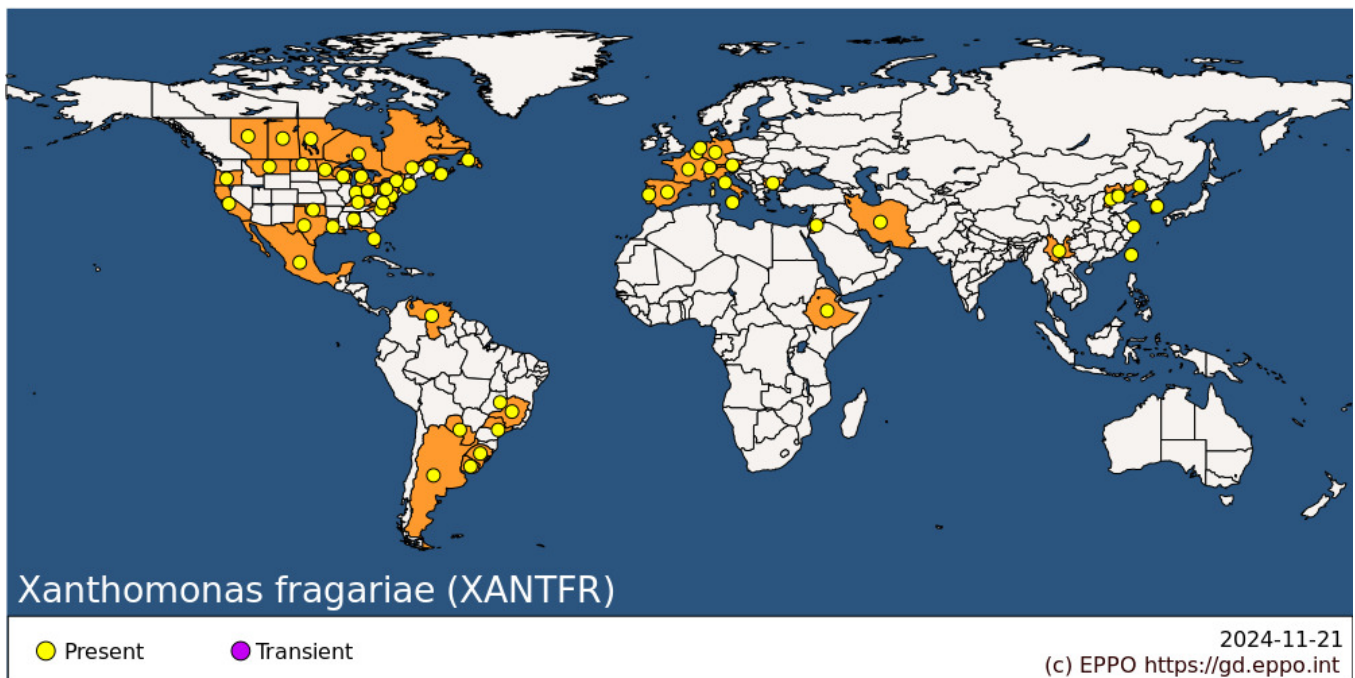 Xanthomonas fragariae (XANTFR)
Present
Transient
2024-11-21
(c) EPPO https://gd.eppo.int